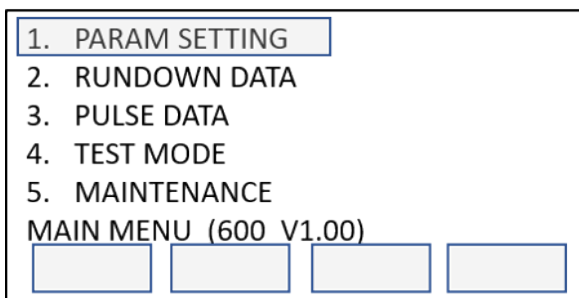 1. PARAM SETTING
2. RUNDOWN DATA
3. PULSE DATA
4. TEST MODE
5. MAINTENANCE
MAIN MENU (600 V1.00)